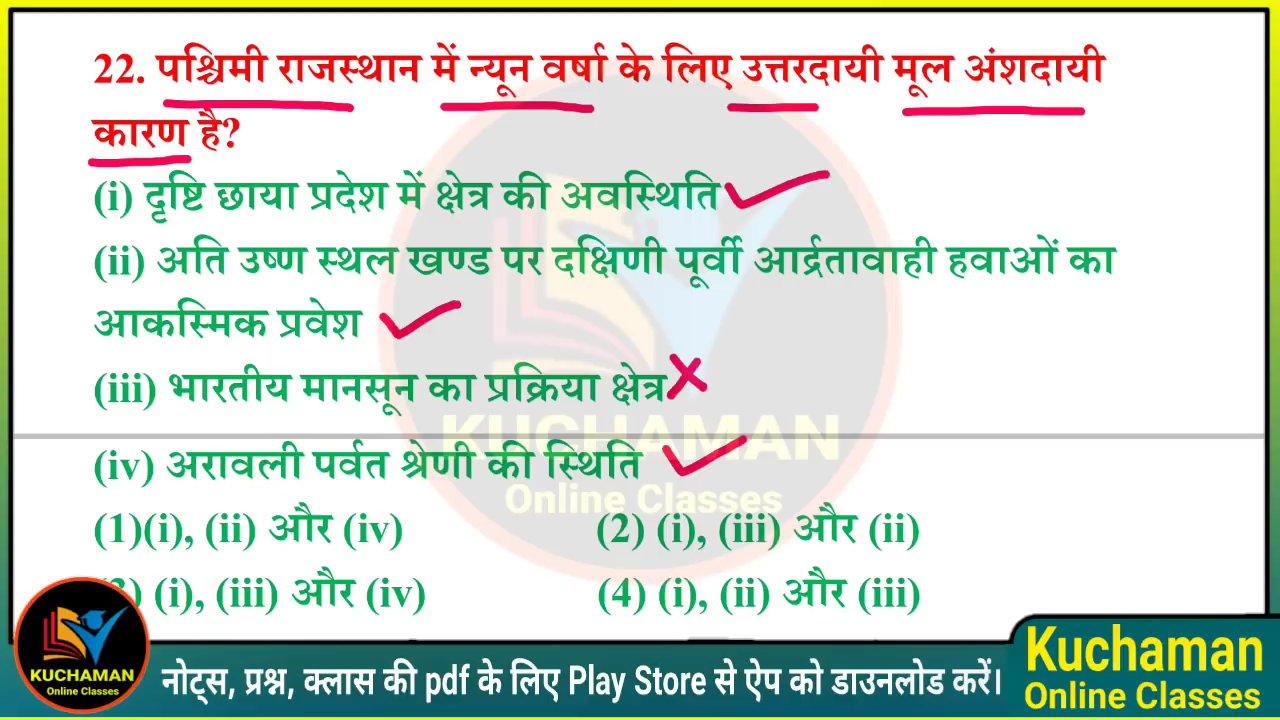 22. पश्चिमी राजस्थान में न्यून वर्षा के लिए उत्तरदायी मूल अंशदायी
कारण है?
(i) दृष्टि छाया प्रदेश में क्षेत्र की अवस्थिति
(ii) अति उष्ण स्थल खण्ड पर दक्षिणी पूर्वी आर्द्रतावाही हवाओं का
आकस्मिक प्रवेश
(iii) भारतीय मानसून का प्रक्रिया क्षेत्र
KUCHAMAN
(iv) अरावली पर्वत श्रेणी की स्थिति
Online Classes
(1)(i), (ii) और (iv) (2) (i), (iii) और (ii)
(3) (i), (iii) और (iv) (4) (i), (ii) और (iii)
KUCHAMAN
Online Classes
नोट्स, प्रश्न, क्लास की pdf के लिए Play Store से ऐप को डाउनलोड करें।
Kuchaman
Online Classes